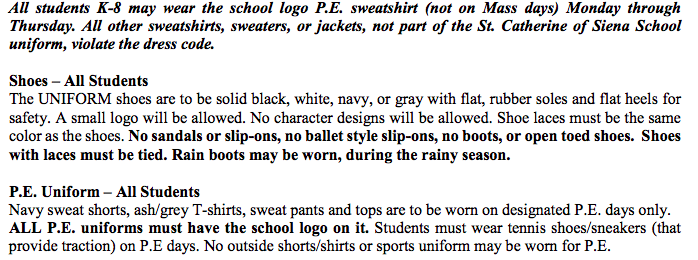 All students K-8 may wear the school logo P.E. sweatshirt (not on Mass days) Monday through
Thursday. All other sweatshirts, sweaters, or jackets, not part of the St. Catherine of Siena School
uniform, violate the dress code.
Shoes – All Students
The UNIFORM shoes are to be solid black, white, navy, or gray with flat, rubber soles and flat heels for
safety. A small logo will be allowed. No character designs will be allowed. Shoe laces must be the same
color as the shoes. No sandals or slip-ons, no ballet style slip-ons, no boots, or open toed shoes. Shoes
with laces must be tied. Rain boots may be worn, during the rainy season.
P.E. Uniform – All Students
Navy sweat shorts, ash/grey T-shirts, sweat pants and tops are to be worn on designated P.E. days only.
ALL P.E. uniforms must have the school logo on it. Students must wear tennis shoes/sneakers (that
provide traction) on P.E days. No outside shorts/shirts or sports uniform may be worn for P.E.